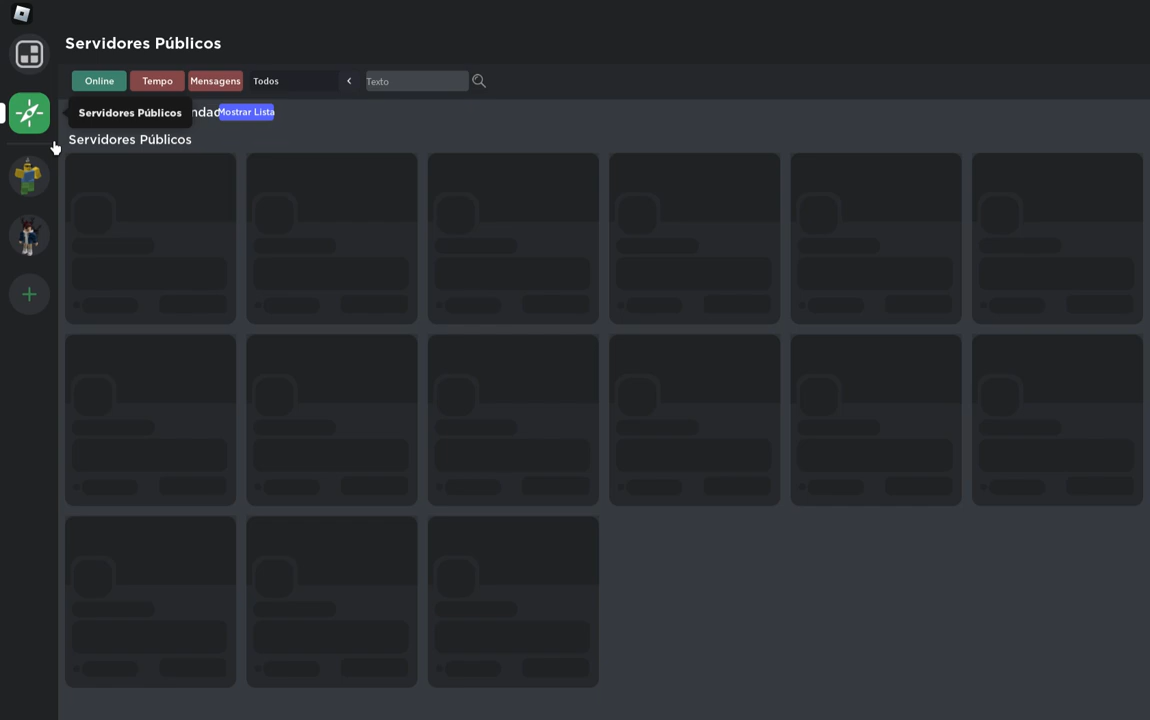 Servidores Públicos
Online
Tempo
Mensagens
Todos
Texto
Servidores Públicos
Mostrar Lista
Servidores Públicos